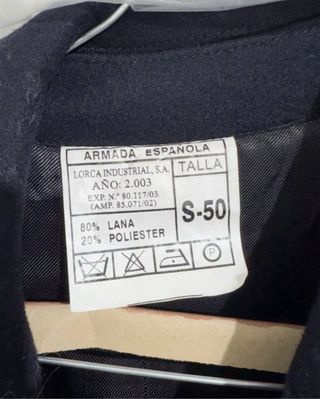 ARMADA ESPAÑOLA
LORCA INDUSTRIAL, S.A.
AÑO: 2.003
EXP. N.º 80.117/03
(AMP. 85.071/02)
80% LANA
20% POLIESTER
TALLA
S-50
P